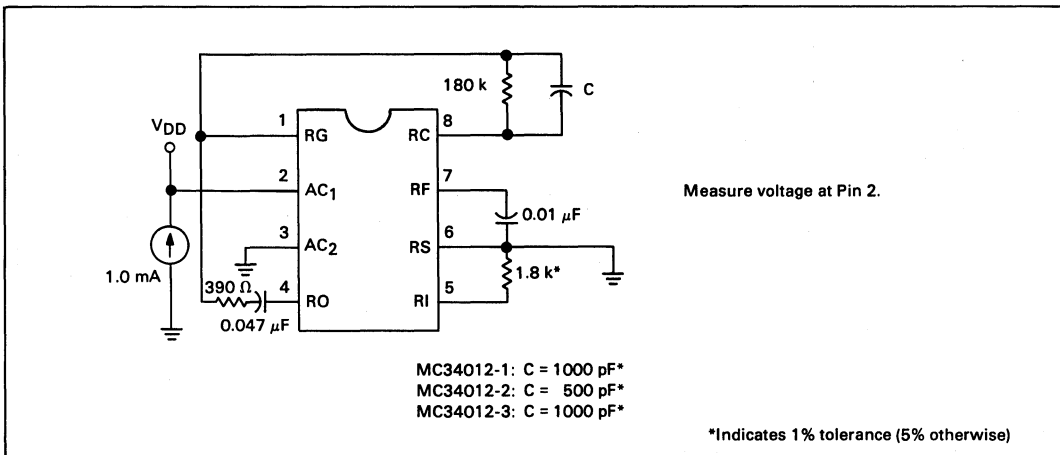 180 k
C
VDD
1
RG
RC
8
2
AC1
RF
7
0.01 µF
Measure voltage at Pin 2.
3
AC2
RS
6
1.0 mA
390 Ω
4
RO
RI
5
1.8 k*
0.047 µF
MC34012-1: C = 1000 pF*
MC34012-2: C = 500 pF*
MC34012-3: C = 1000 pF*
*Indicates 1% tolerance (5% otherwise)